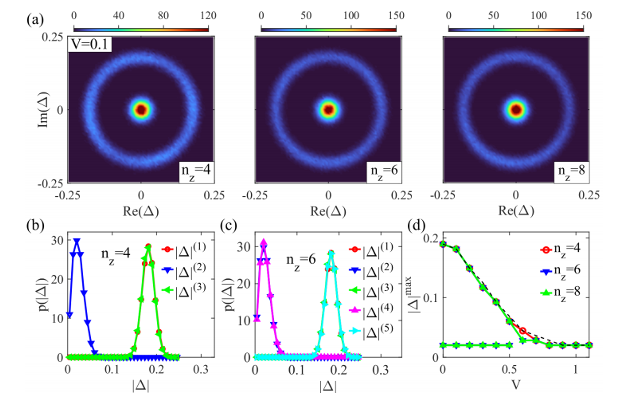 (a)
0 40 80 120
0 50 100 150
0 50 100 150
V=0.1
0.25
0
-0.25
Im(Δ)
n_z=4
n_z=6
n_z=8
-0.25 0 0.25
-0.25 0 0.25
-0.25 0 0.25
Re(Δ)
Re(Δ)
Re(Δ)
(b)
p(|Δ|)
30
20
10
0
n_z=4
|Δ|^(1)
|Δ|^(2)
|Δ|^(3)
0 0.1 0.2 0.3
|Δ|
(c)
p(|Δ|)
30
20
10
0
n_z=6
|Δ|^(1)
|Δ|^(2)
|Δ|^(3)
|Δ|^(4)
|Δ|^(5)
0 0.1 0.2 0.3
|Δ|
(d)
|Δ|^max
0.2
0.1
0
n_z=4
n_z=6
n_z=8
0 0.5 1
V